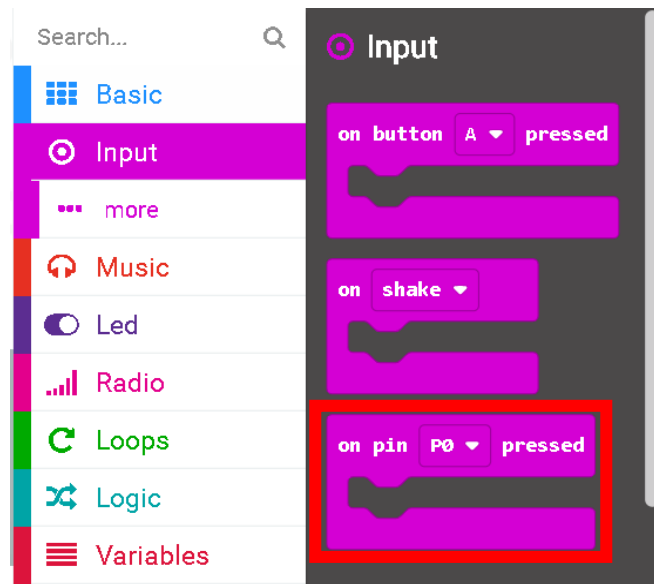 Search...
Basic
Input
more
Music
Led
Radio
Loops
Logic
Variables
Input
on button A pressed
on shake
on pin P0 pressed